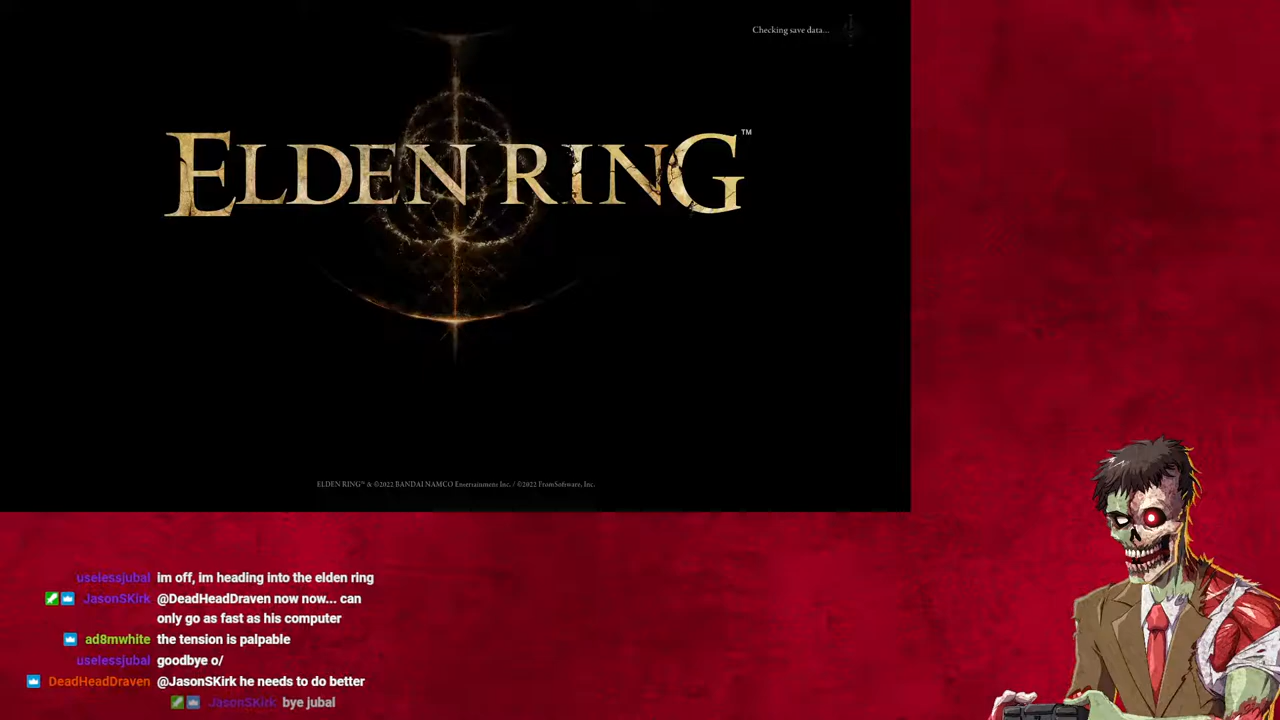 Checking save data...
ELDEN RING™
ELDEN RING™ & ©2022 BANDAI NAMCO Entertainment Inc. / ©2022 FromSoftware, Inc.
uselessjubal im off, im heading into the elden ring
JasonSKirk @DeadHeadDraven now now... can
only go as fast as his computer
ad8mwhite the tension is palpable
uselessjubal goodbye o/
DeadHeadDraven @JasonSKirk he needs to do better
JasonSKirk bye jubal